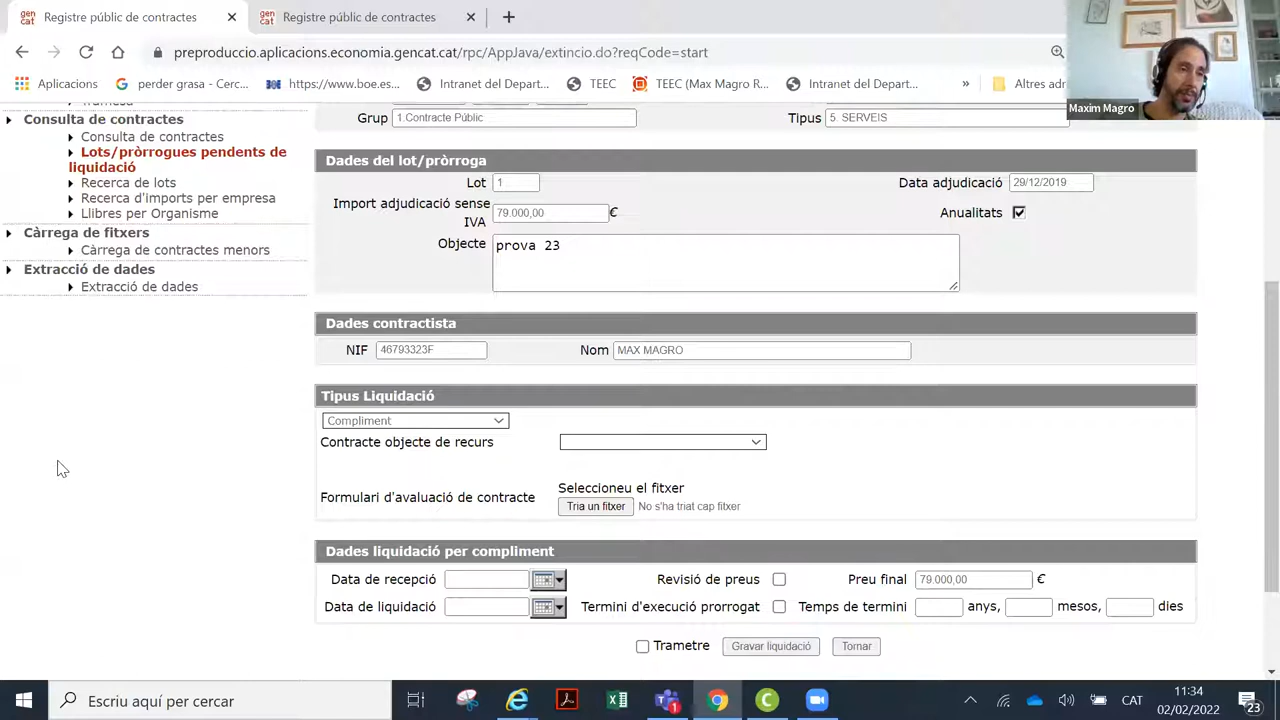 gen cat Registre públic de contractes
gen cat Registre públic de contractes
preproduccio.aplicacions.economia.gencat.cat/rpc/AppJava/extincio.do?reqCode=start
Aplicacions
perder grasa - Cerc...
https://www.boe.es...
Intranet del Depart...
TEEC
TEEC (Max Magro R...
Intranet del Depart...
»
Altres adr
Maxim Magro
Tramesa
Consulta de contractes
Consulta de contractes
Lots/pròrrogues pendents de
liquidació
Recerca de lots
Recerca d'imports per empresa
Llibres per Organisme
Càrrega de fitxers
Càrrega de contractes menors
Extracció de dades
Extracció de dades
Grup 1.Contracte Públic Tipus 5. SERVEIS
Dades del lot/pròrroga
Lot 1 Data adjudicació 29/12/2019
Import adjudicació sense
IVA 79.000,00 € Anualitats
Objecte prova 23
Dades contractista
NIF 46793323F Nom MAX MAGRO
Tipus Liquidació
Compliment
Contracte objecte de recurs
Seleccioneu el fitxer
Formulari d'avaluació de contracte
Tria un fitxer No s'ha triat cap fitxer
Dades liquidació per compliment
Data de recepció Revisió de preus Preu final 79.000,00 €
Data de liquidació Termini d'execució prorrogat Temps de termini anys, mesos, dies
Trametre Gravar liquidació Tornar
Escriu aquí per cercar
CAT
11:34
02/02/2022
23